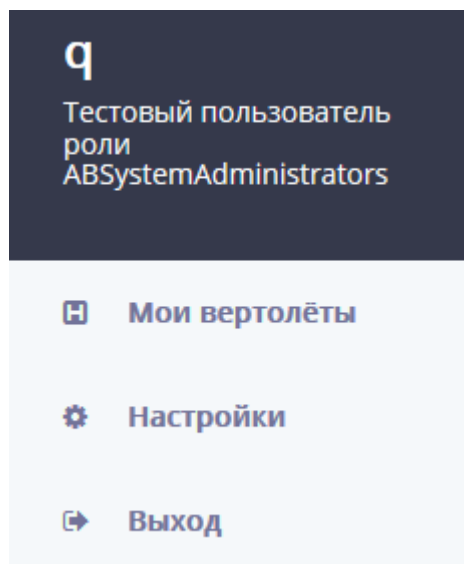 q
Тестовый пользователь
роли
ABSystemAdministrators
H
Мои вертолёты
Настройки
Выход